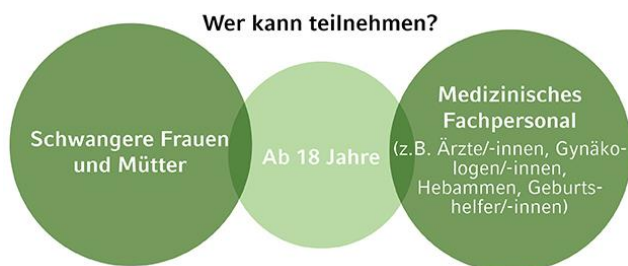 Wer kann teilnehmen?
Schwangere Frauen
und Mütter
Ab 18 Jahre
Medizinisches
Fachpersonal
(z.B. Ärzte/-innen, Gynäko-
logen/-innen,
Hebammen, Geburts-
helfer/-innen)